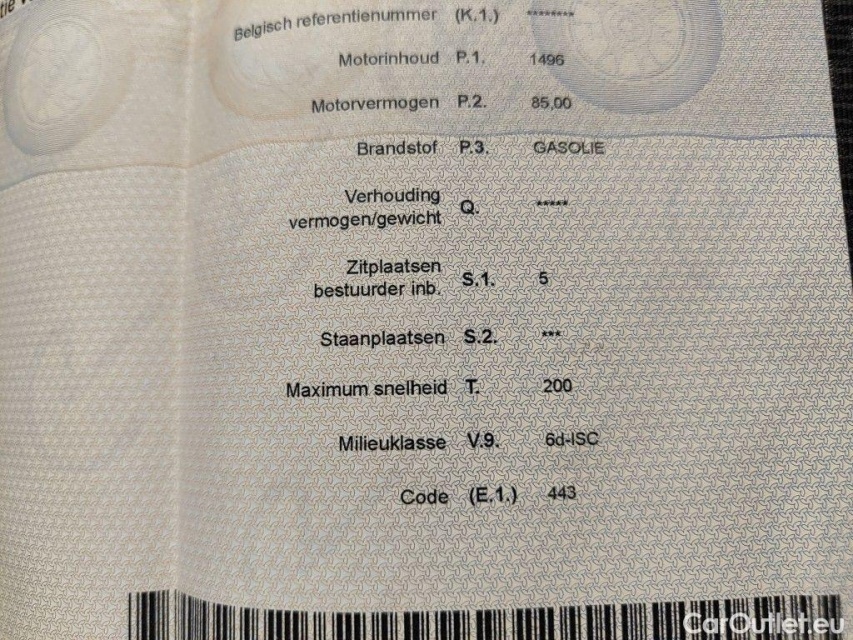 Belgisch referentienummer (K.1.) ********
Motorinhoud P.1. 1496
Motorvermogen P.2. 85,00
Brandstof P.3. GASOLIE
Verhouding
vermogen/gewicht Q. *****
Zitplaatsen
bestuurder inb. S.1. 5
Staanplaatsen S.2. ***
Maximum snelheid T. 200
Milieuklasse V.9. 6d-ISC
Code (E.1.) 443
CarOutlet.eu